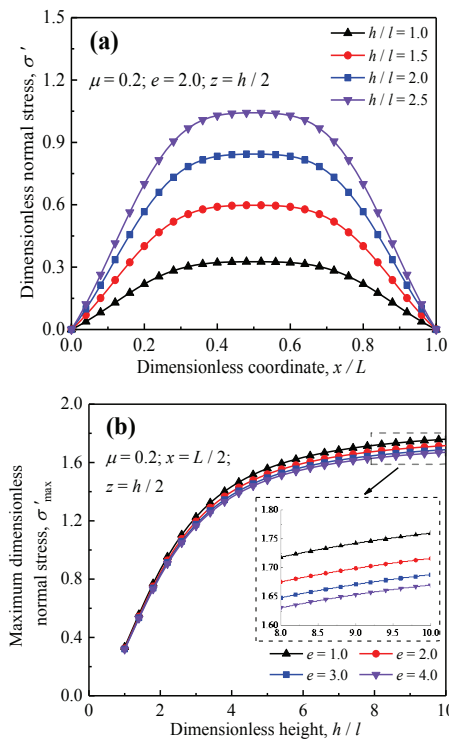 (a)
h / l = 1.0
h / l = 1.5
h / l = 2.0
h / l = 2.5
μ = 0.2; e = 2.0; z = h / 2
Dimensionless normal stress, σ′
1.5
1.2
0.9
0.6
0.3
0.0
0.0 0.2 0.4 0.6 0.8 1.0
Dimensionless coordinate, x / L
(b)
μ = 0.2; x = L / 2;
z = h / 2
Maximum dimensionless
normal stress, σ′max
2.0
1.6
1.2
0.8
0.4
0.0
1.80
1.75
1.70
1.65
1.60
8.0 8.5 9.0 9.5 10.0
e = 1.0 e = 2.0
e = 3.0 e = 4.0
0 2 4 6 8 10
Dimensionless height, h / l